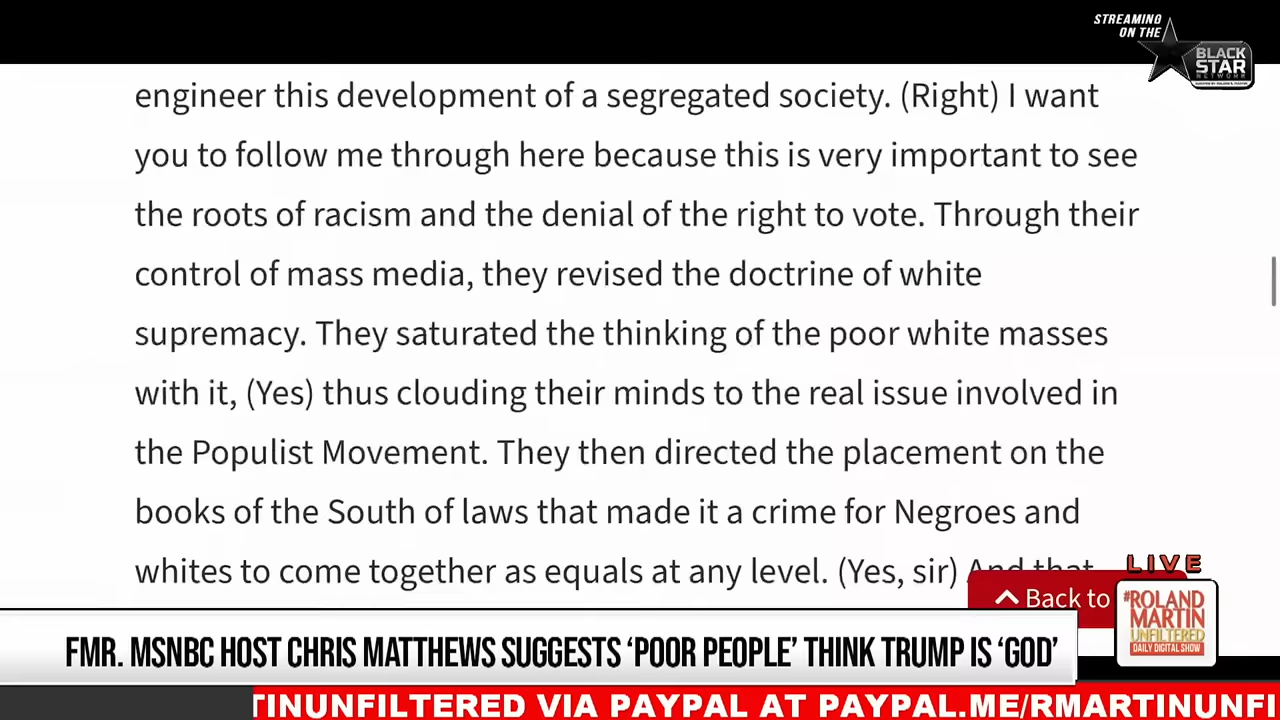 STREAMING
ON THE
BLACK
STAR
NETWORK
engineer this development of a segregated society. (Right) I want
you to follow me through here because this is very important to see
the roots of racism and the denial of the right to vote. Through their
control of mass media, they revised the doctrine of white
supremacy. They saturated the thinking of the poor white masses
with it, (Yes) thus clouding their minds to the real issue involved in
the Populist Movement. They then directed the placement on the
books of the South of laws that made it a crime for Negroes and
whites to come together as equals at any level. (Yes, sir) And that
Back to
LIVE
#ROLAND
MARTIN
UNFILTERED
DAILY DIGITAL SHOW
FMR. MSNBC HOST CHRIS MATTHEWS SUGGESTS ‘POOR PEOPLE’ THINK TRUMP IS ‘GOD’
TINUNFILTERED VIA PAYPAL AT PAYPAL.ME/RMARTINUNFI